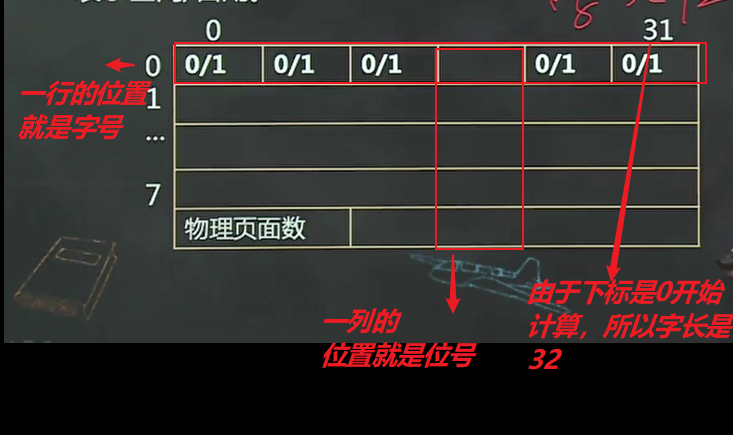 0 31
0 0/1 0/1 0/1 0/1 0/1
一行的位置
就是字号
1
...
7
物理页面数
一列的
位置就是位号
由于下标是0开始
计算，所以字长是
32